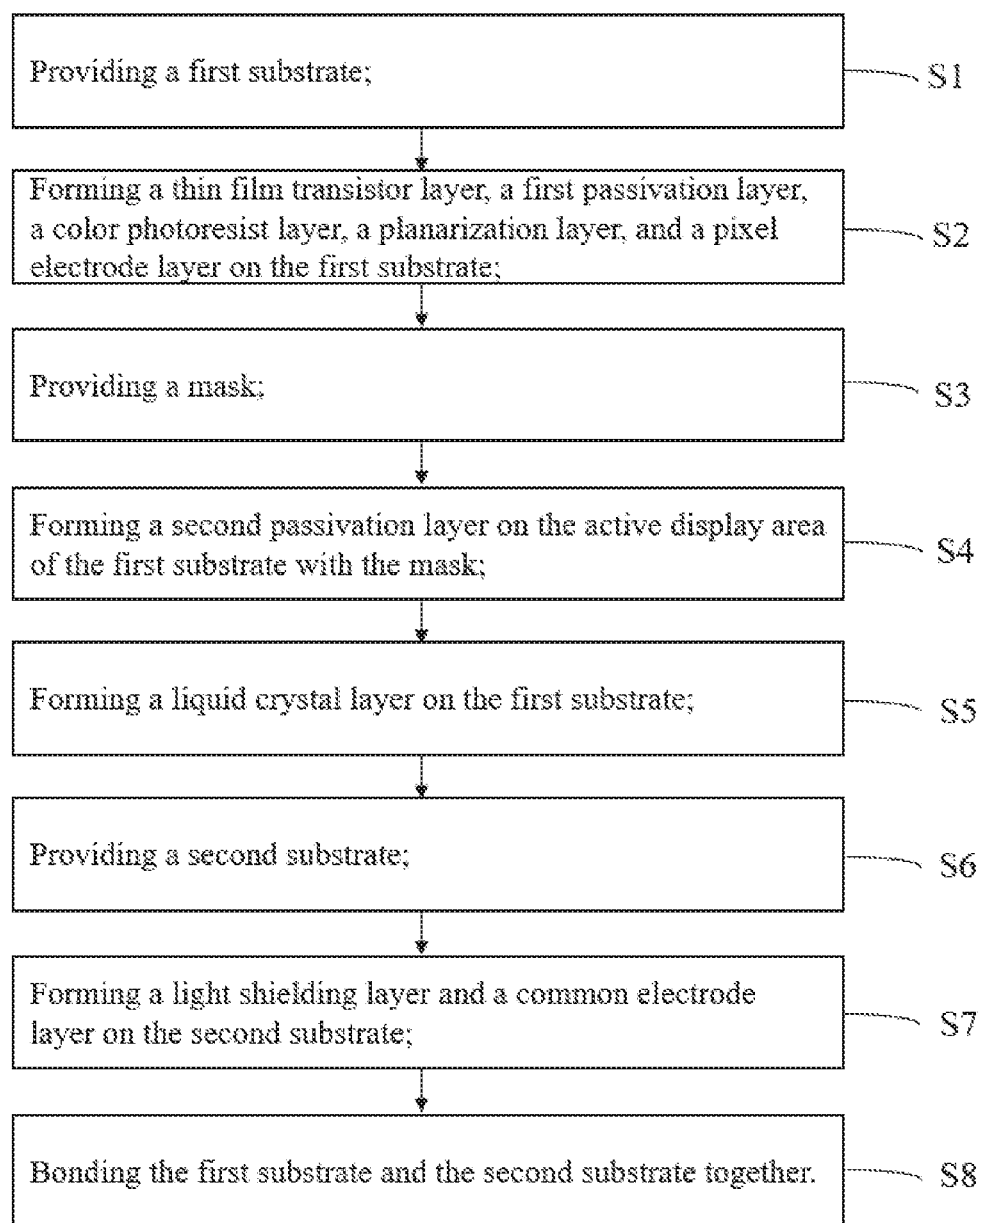 Providing a first substrate;
S1
Forming a thin film transistor layer, a first passivation layer,
a color photoresist layer, a planarization layer, and a pixel
electrode layer on the first substrate;
S2
Providing a mask;
S3
Forming a second passivation layer on the active display area
of the first substrate with the mask;
S4
Forming a liquid crystal layer on the first substrate;
S5
Providing a second substrate;
S6
Forming a light shielding layer and a common electrode
layer on the second substrate;
S7
Bonding the first substrate and the second substrate together.
S8